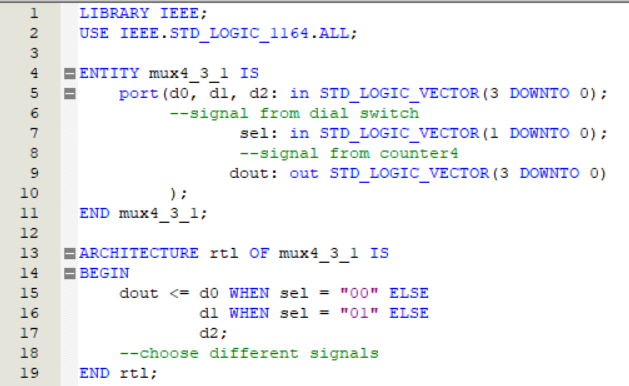 1 LIBRARY IEEE;
2 USE IEEE.STD_LOGIC_1164.ALL;
3
4 ENTITY mux4_3_1 IS
5 port(d0, d1, d2: in STD_LOGIC_VECTOR(3 DOWNTO 0);
6 --signal from dial switch
7 sel: in STD_LOGIC_VECTOR(1 DOWNTO 0);
8 --signal from counter4
9 dout: out STD_LOGIC_VECTOR(3 DOWNTO 0)
10 );
11 END mux4_3_1;
12
13 ARCHITECTURE rtl OF mux4_3_1 IS
14 BEGIN
15 dout <= d0 WHEN sel = "00" ELSE
16 d1 WHEN sel = "01" ELSE
17 d2;
18 --choose different signals
19 END rtl;